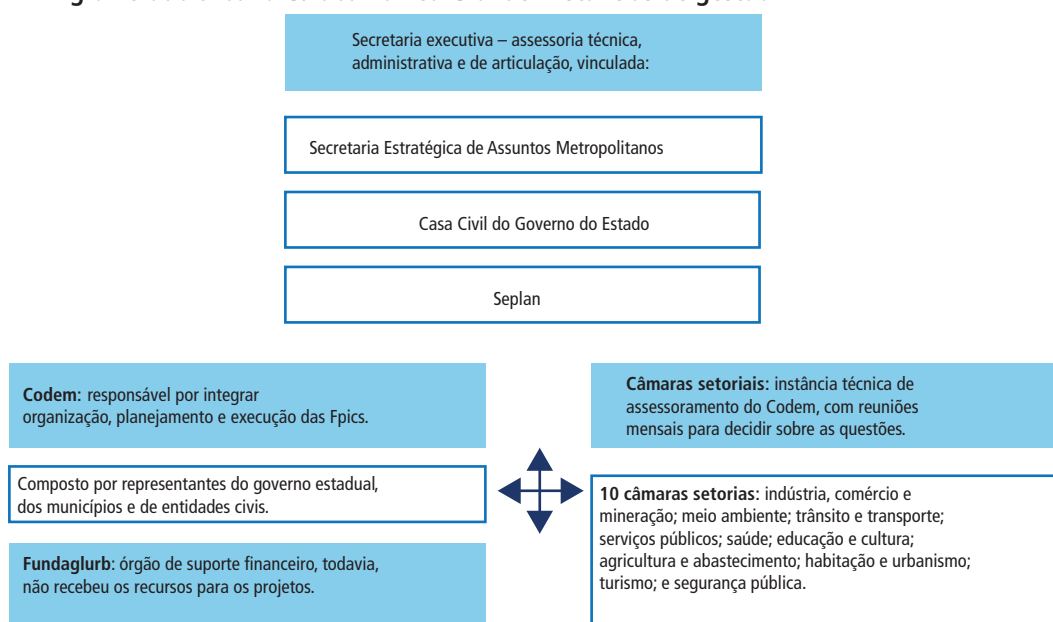 Secretaria executiva – assessoria técnica,
administrativa e de articulação, vinculada:
Secretaria Estratégica de Assuntos Metropolitanos
Casa Civil do Governo do Estado
Seplan
Codem: responsável por integrar
organização, planejamento e execução das Fpics.
Composto por representantes do governo estadual,
dos municípios e de entidades civis.
Fundaglurb: órgão de suporte financeiro, todavia,
não recebeu os recursos para os projetos.
Câmaras setoriais: instância técnica de
assessoramento do Codem, com reuniões
mensais para decidir sobre as questões.
10 câmaras setorias: indústria, comércio e
mineração; meio ambiente; trânsito e transporte;
serviços públicos; saúde; educação e cultura;
agricultura e abastecimento; habitação e urbanismo;
turismo; e segurança pública.